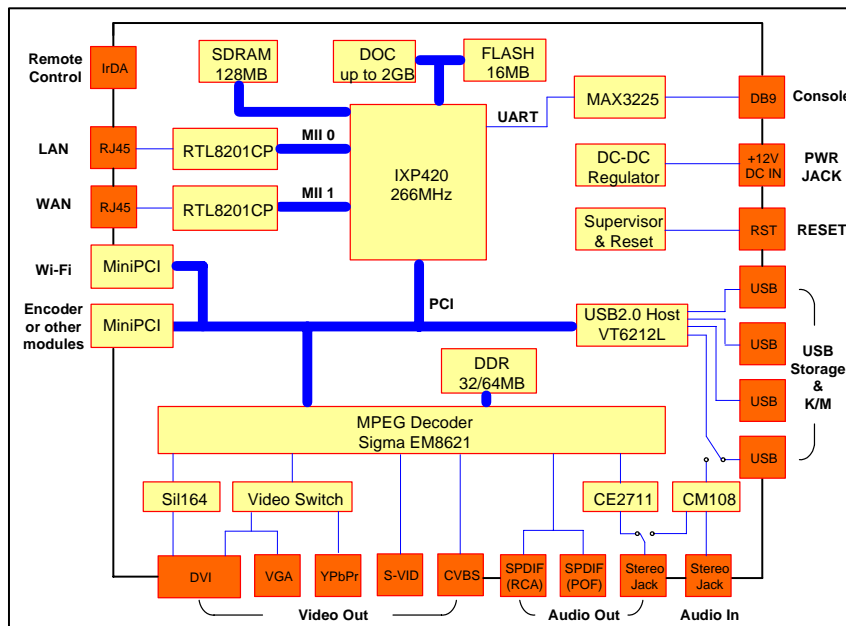 Remote
Control
IrDA
SDRAM
128MB
DOC
up to 2GB
FLASH
16MB
MAX3225
DB9
Console
UART
LAN
RJ45
RTL8201CP
MII 0
IXP420
266MHz
DC-DC
Regulator
+12V
DC IN
PWR
JACK
WAN
RJ45
RTL8201CP
MII 1
Supervisor
& Reset
RST
RESET
Wi-Fi
MiniPCI
PCI
Encoder
or other
modules
MiniPCI
USB2.0 Host
VT6212L
USB
USB
USB
USB
USB
Storage
&
K/M
DDR
32/64MB
MPEG Decoder
Sigma EM8621
Sil164
Video Switch
CE2711
CM108
DVI
VGA
YPbPr
S-VID
CVBS
SPDIF
(RCA)
SPDIF
(POF)
Stereo
Jack
Stereo
Jack
Video Out
Audio Out
Audio In